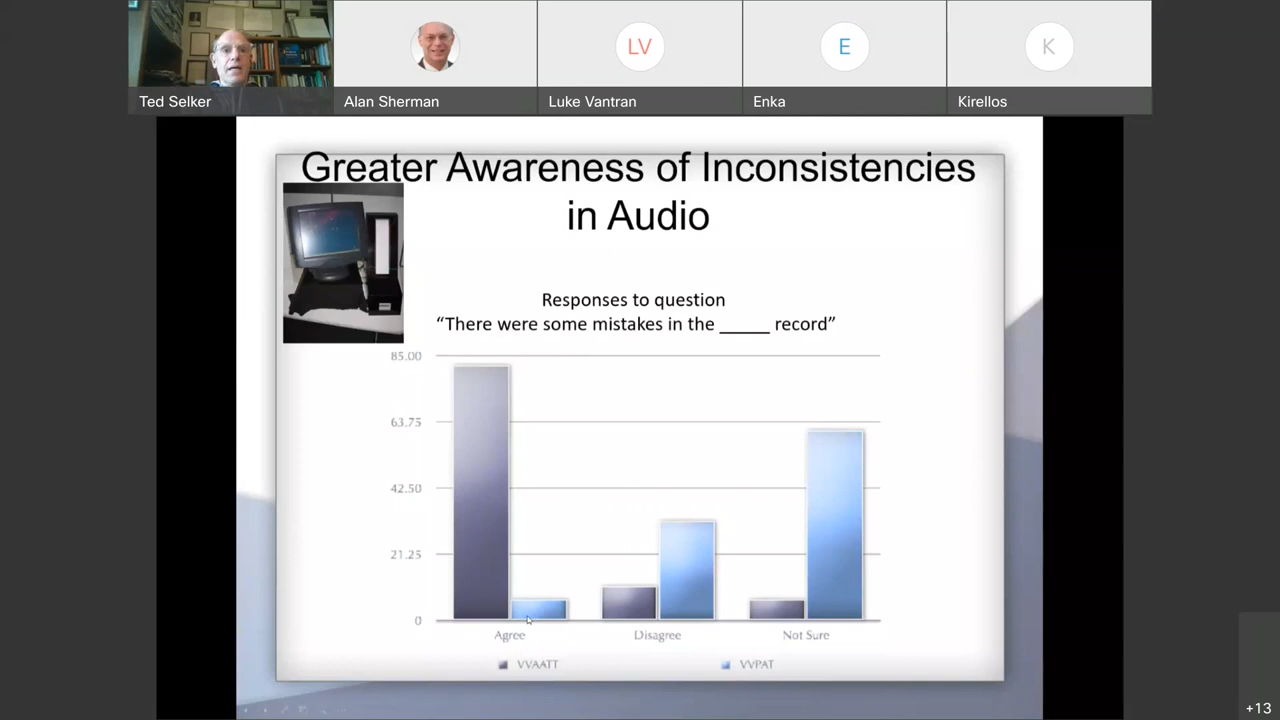 Ted Selker
Alan Sherman
LV
Luke Vantran
E
Enka
K
Kirellos
Greater Awareness of Inconsistencies
in Audio
Responses to question
“There were some mistakes in the _____ record”
85.00
63.75
42.50
21.25
0
Agree
Disagree
Not Sure
VVAATT
VVPAT
+13